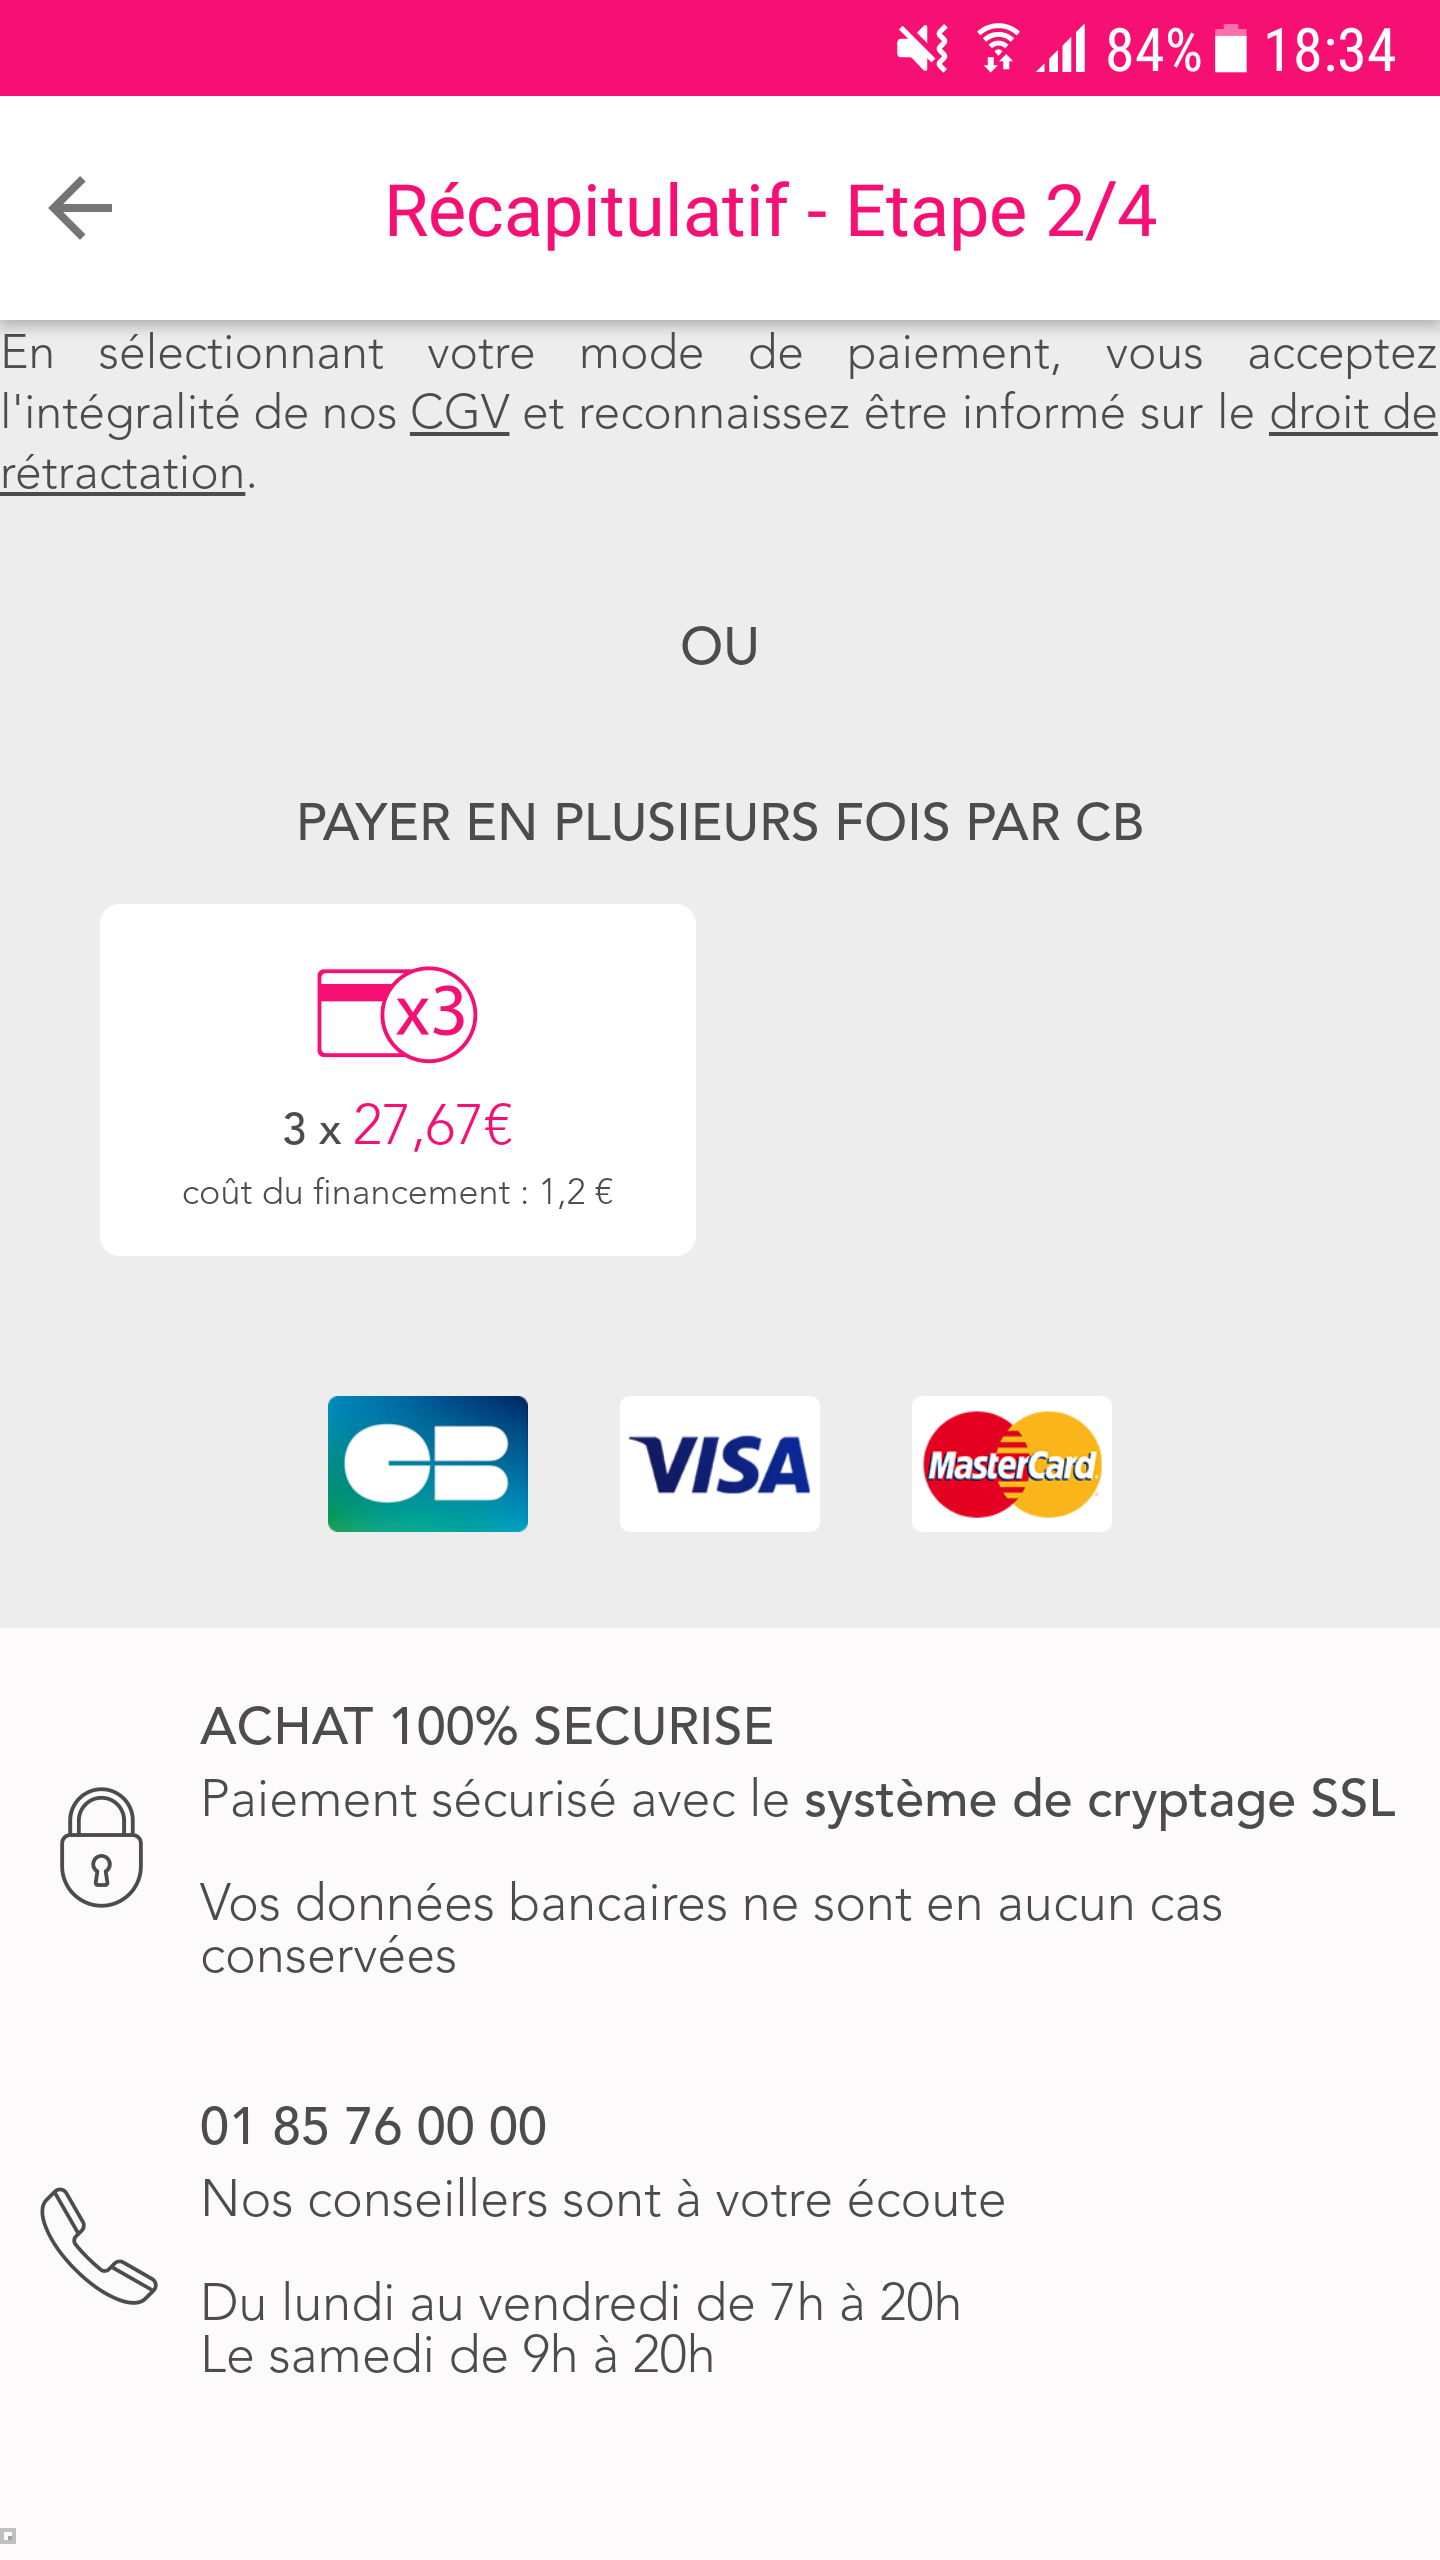 84% 18:34
Récapitulatif - Etape 2/4
En sélectionnant votre mode de paiement, vous acceptez
l'intégralité de nos CGV et reconnaissez être informé sur le droit de
rétractation.
OU
PAYER EN PLUSIEURS FOIS PAR CB
x3
3 x 27,67€
coût du financement : 1,2 €
CB VISA MasterCard
ACHAT 100% SECURISE
Paiement sécurisé avec le système de cryptage SSL
Vos données bancaires ne sont en aucun cas
conservées
01 85 76 00 00
Nos conseillers sont à votre écoute
Du lundi au vendredi de 7h à 20h
Le samedi de 9h à 20h